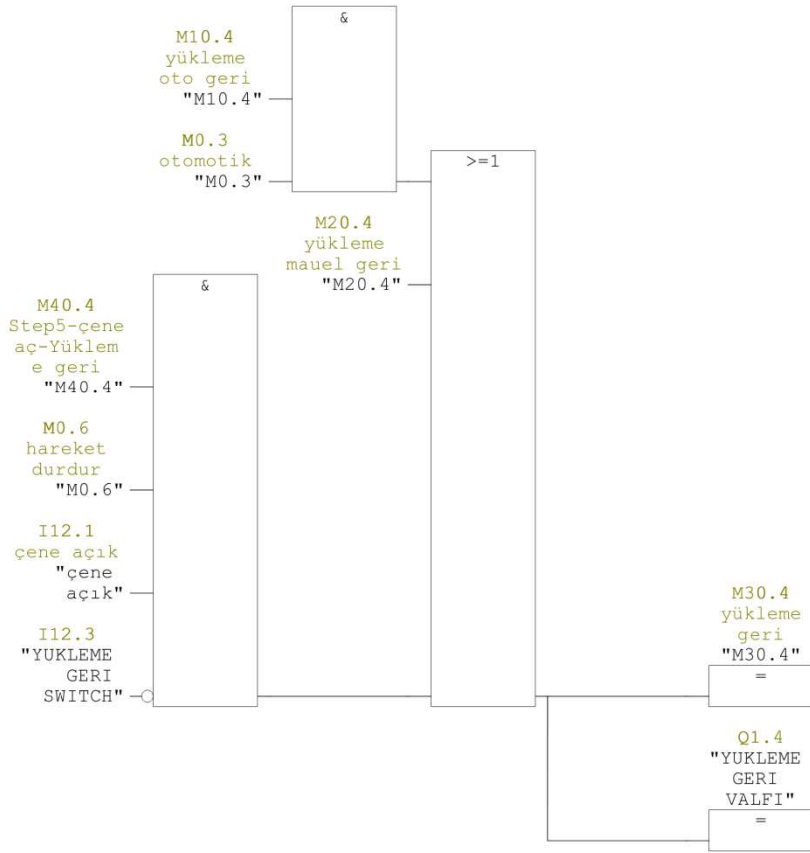 &
M10.4
yükleme
oto geri
"M10.4"
M0.3
otomotik
"M0.3"
>=1
M20.4
yükleme
mauel geri
"M20.4"
&
M40.4
Step5-çene
aç-Yüklem
e geri
"M40.4"
M0.6
hareket
durdur
"M0.6"
I12.1
çene açık
"çene
açık"
I12.3
"YUKLEME
GERI
SWITCH"
M30.4
yükleme
geri
"M30.4"
=
Q1.4
"YUKLEME
GERI
VALFI"
=